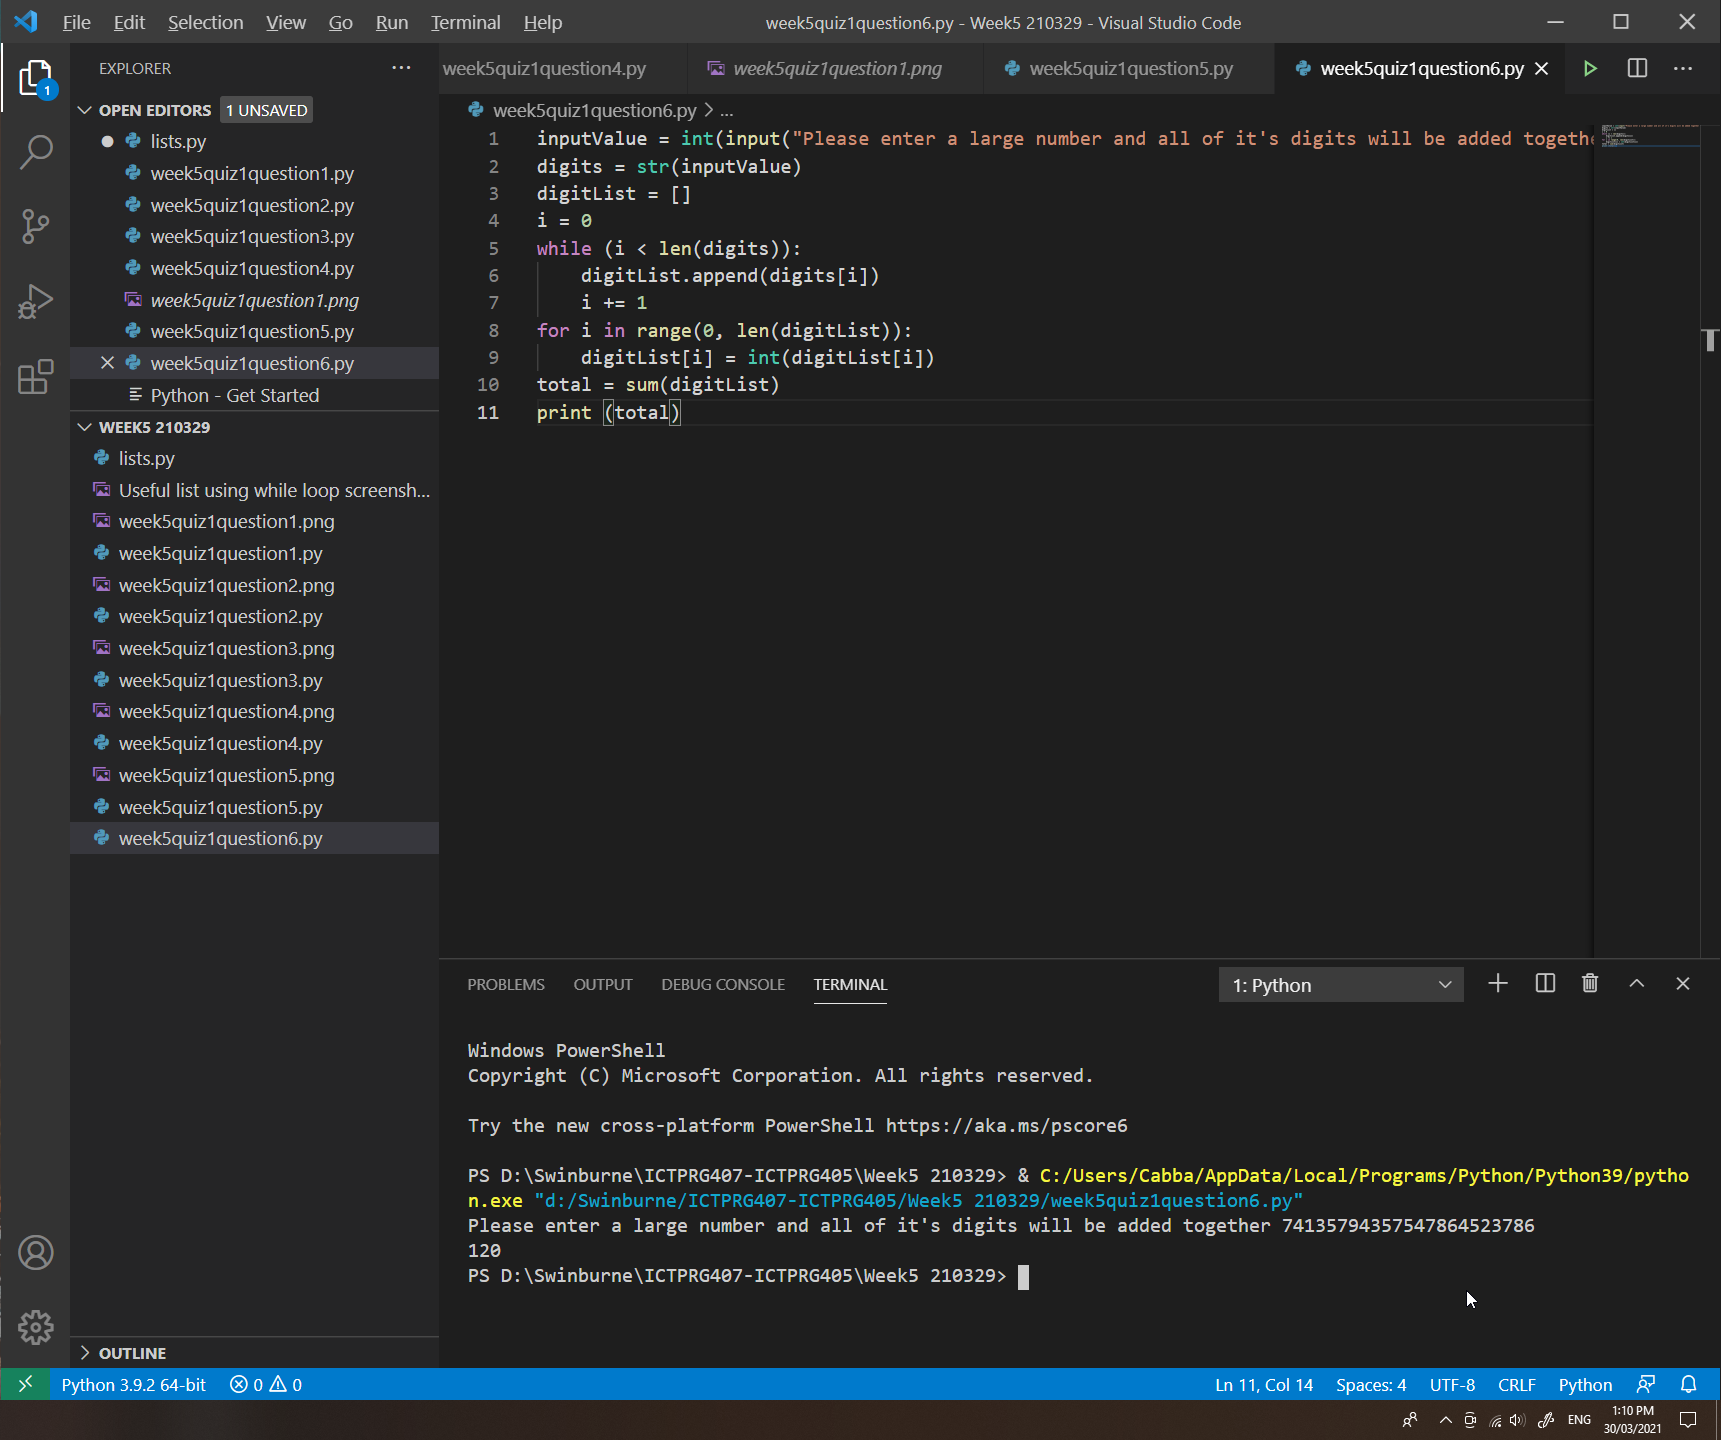 File Edit Selection View Go Run Terminal Help
week5quiz1question6.py - Week5 210329 - Visual Studio Code
EXPLORER
1
OPEN EDITORS 1 UNSAVED
lists.py
week5quiz1question1.py
week5quiz1question2.py
week5quiz1question3.py
week5quiz1question4.py
week5quiz1question1.png
week5quiz1question5.py
week5quiz1question6.py
Python - Get Started
WEEK5 210329
lists.py
Useful list using while loop screensh...
week5quiz1question1.png
week5quiz1question1.py
week5quiz1question2.png
week5quiz1question2.py
week5quiz1question3.png
week5quiz1question3.py
week5quiz1question4.png
week5quiz1question4.py
week5quiz1question5.png
week5quiz1question5.py
week5quiz1question6.py
OUTLINE
week5quiz1question4.py week5quiz1question1.png week5quiz1question5.py week5quiz1question6.py
week5quiz1question6.py > ...
1 inputValue = int(input("Please enter a large number and all of it's digits will be added togethe
2 digits = str(inputValue)
3 digitList = []
4 i = 0
5 while (i < len(digits)):
6     digitList.append(digits[i])
7     i += 1
8 for i in range(0, len(digitList)):
9     digitList[i] = int(digitList[i])
10 total = sum(digitList)
11 print (total)
PROBLEMS OUTPUT DEBUG CONSOLE TERMINAL 1: Python
Windows PowerShell
Copyright (C) Microsoft Corporation. All rights reserved.
Try the new cross-platform PowerShell https://aka.ms/pscore6
PS D:\Swinburne\ICTPRG407-ICTPRG405\Week5 210329> & C:/Users/Cabba/AppData/Local/Programs/Python/Python39/pytho
n.exe "d:/Swinburne/ICTPRG407-ICTPRG405/Week5 210329/week5quiz1question6.py"
Please enter a large number and all of it's digits will be added together 74135794357547864523786
120
PS D:\Swinburne\ICTPRG407-ICTPRG405\Week5 210329>
Python 3.9.2 64-bit 0 0 Ln 11, Col 14 Spaces: 4 UTF-8 CRLF Python
ENG 1:10 PM
30/03/2021